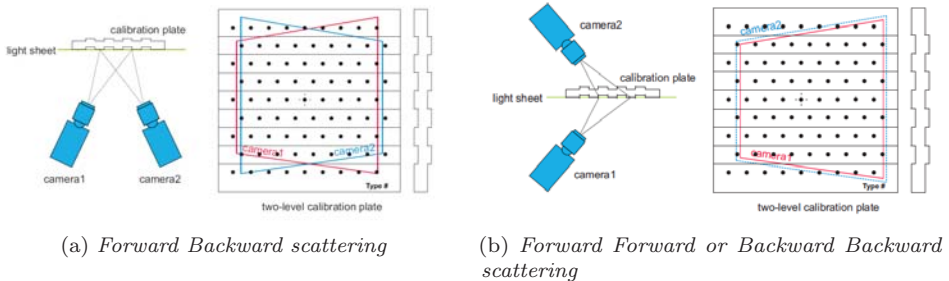 calibration plate
light sheet
camera1
camera2
camera1
camera2
Type #
two-level calibration plate
(a) Forward Backward scattering
camera2
calibration plate
light sheet
camera1
camera2
camera1
Type #
two-level calibration plate
(b) Forward Forward or Backward Backward
scattering